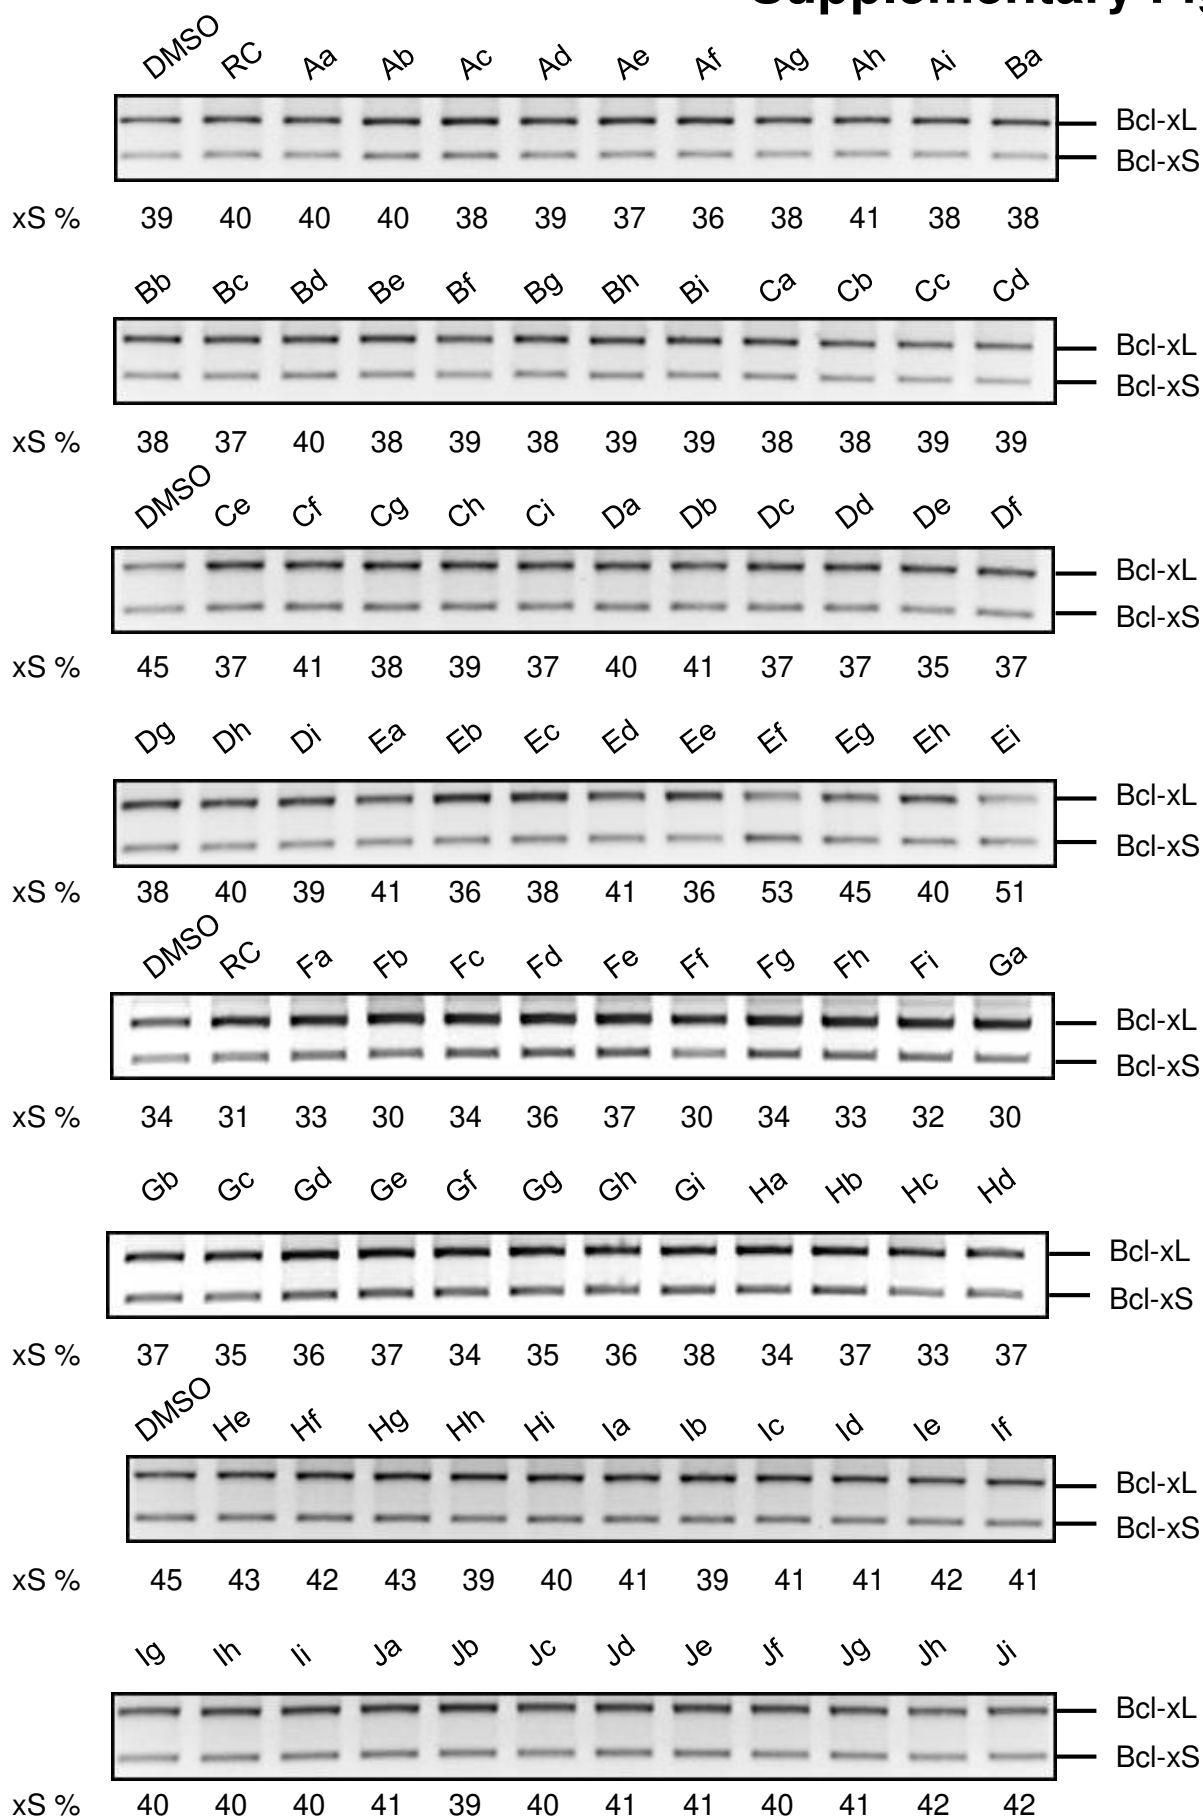 DMSO RC Aa Ab Ac Ad Ae Af Ag Ah Ai Ba
Bcl-xL
Bcl-xS
xS % 39 40 40 40 38 39 37 36 38 41 38 38
Bb Bc Bd Be Bf Bg Bh Bi Ca Cb Cc Cd
Bcl-xL
Bcl-xS
xS % 38 37 40 38 39 38 39 39 38 38 39 39
DMSO Ce Cf Cg Ch Ci Da Db Dc Dd De Df
Bcl-xL
Bcl-xS
xS % 45 37 41 38 39 37 40 41 37 37 35 37
Dg Dh Di Ea Eb Ec Ed Ee Ef Eg Eh Ei
Bcl-xL
Bcl-xS
xS % 38 40 39 41 36 38 41 36 53 45 40 51
DMSO RC Fa Fb Fc Fd Fe Ff Fg Fh Fi Ga
Bcl-xL
Bcl-xS
xS % 34 31 33 30 34 36 37 30 34 33 32 30
Gb Gc Gd Ge Gf Gg Gh Gi Ha Hb Hc Hd
Bcl-xL
Bcl-xS
xS % 37 35 36 37 34 35 36 38 34 37 33 37
DMSO He Hf Hg Hh Hi Ia Ib Ic Id Ie If
Bcl-xL
Bcl-xS
xS % 45 43 42 43 39 40 41 39 41 41 42 41
Ig Ih Ii Ja Jb Jc Jd Je Jf Jg Jh Ji
Bcl-xL
Bcl-xS
xS % 40 40 40 41 39 40 41 41 40 41 42 42